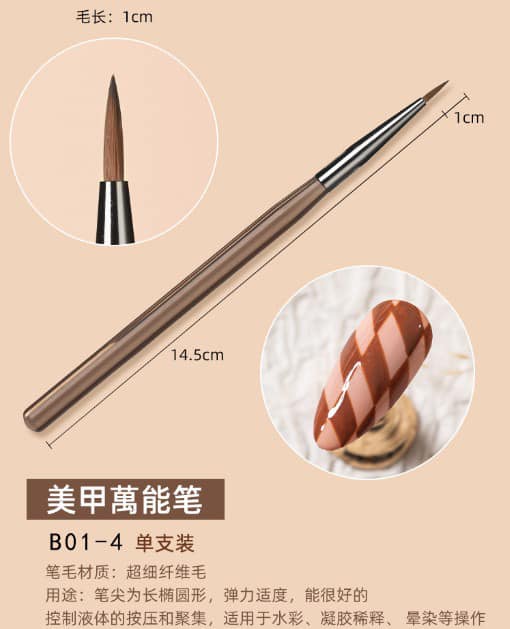 毛长：1cm
1cm
14.5cm
美甲萬能笔
B01-4 单支装
笔毛材质：超细纤维毛
用途：笔尖为长椭圆形，弹力适度，能很好的
控制液体的按压和聚集，适用于水彩、凝胶稀释、 晕染等操作